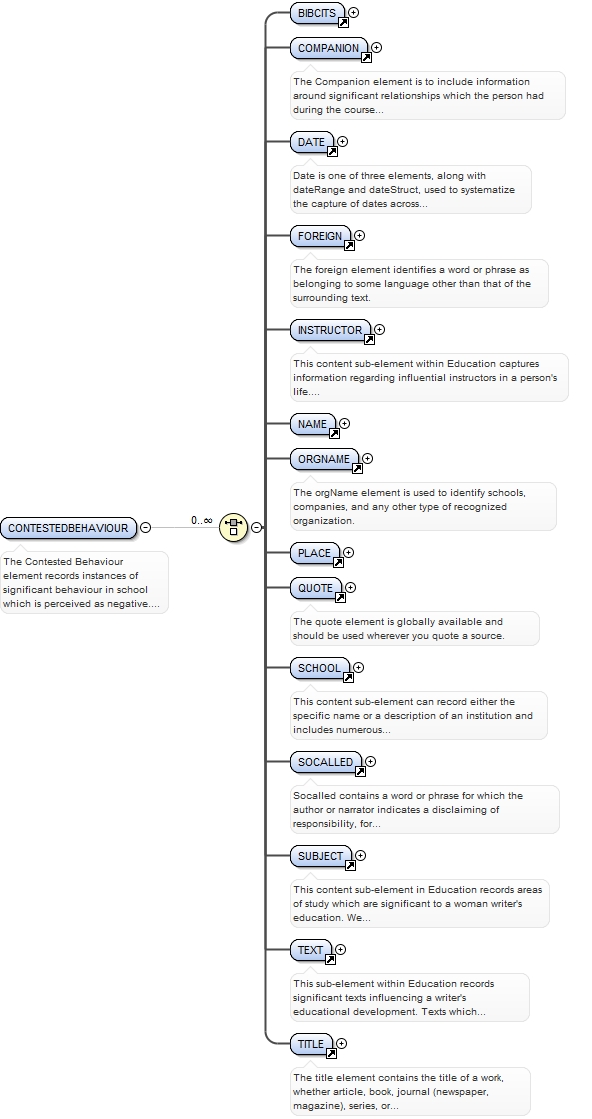 BIBCITS
COMPANION
The Companion element is to include information
around significant relationships which the person had
during the course...
DATE
Date is one of three elements, along with
dateRange and dateStruct, used to systematize
the capture of dates across...
FOREIGN
The foreign element identifies a word or phrase as
belonging to some language other than that of the
surrounding text.
INSTRUCTOR
This content sub-element within Education captures
information regarding influential instructors in a person's
life....
NAME
ORGNAME
The orgName element is used to identify schools,
companies, and any other type of recognized
organization.
CONTESTEDBEHAVIOUR
0..∞
The Contested Behaviour
element records instances of
significant behaviour in school
which is perceived as negative....
PLACE
QUOTE
The quote element is globally available and
should be used wherever you quote a source.
SCHOOL
This content sub-element can record either the
specific name or a description of an institution and
includes numerous...
SOCALLED
Socalled contains a word or phrase for which the
author or narrator indicates a disclaiming of
responsibility, for...
SUBJECT
This content sub-element in Education records areas
of study which are significant to a woman writer's
education. We...
TEXT
This sub-element within Education records
significant texts influencing a writer's
educational development. Texts which...
TITLE
The title element contains the title of a work,
whether article, book, journal (newspaper,
magazine), series, or...